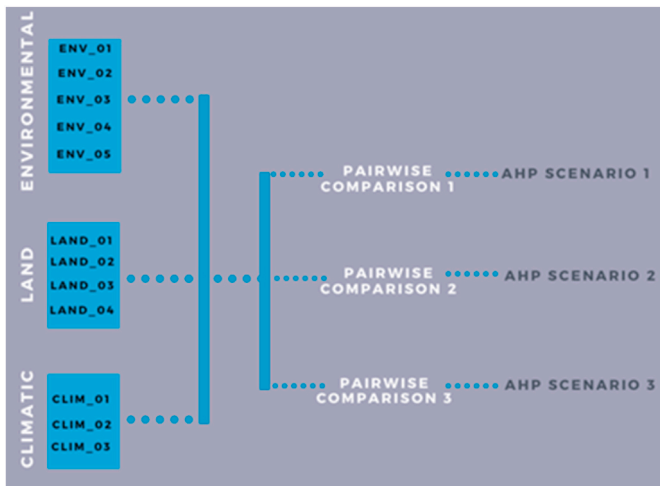 ENVIRONMENTAL
ENV_01
ENV_02
ENV_03
ENV_04
ENV_05
LAND
LAND_01
LAND_02
LAND_03
LAND_04
CLIMATIC
CLIM_01
CLIM_02
CLIM_03
PAIRWISE
COMPARISON 1
AHP SCENARIO 1
PAIRWISE
COMPARISON 2
AHP SCENARIO 2
PAIRWISE
COMPARISON 3
AHP SCENARIO 3